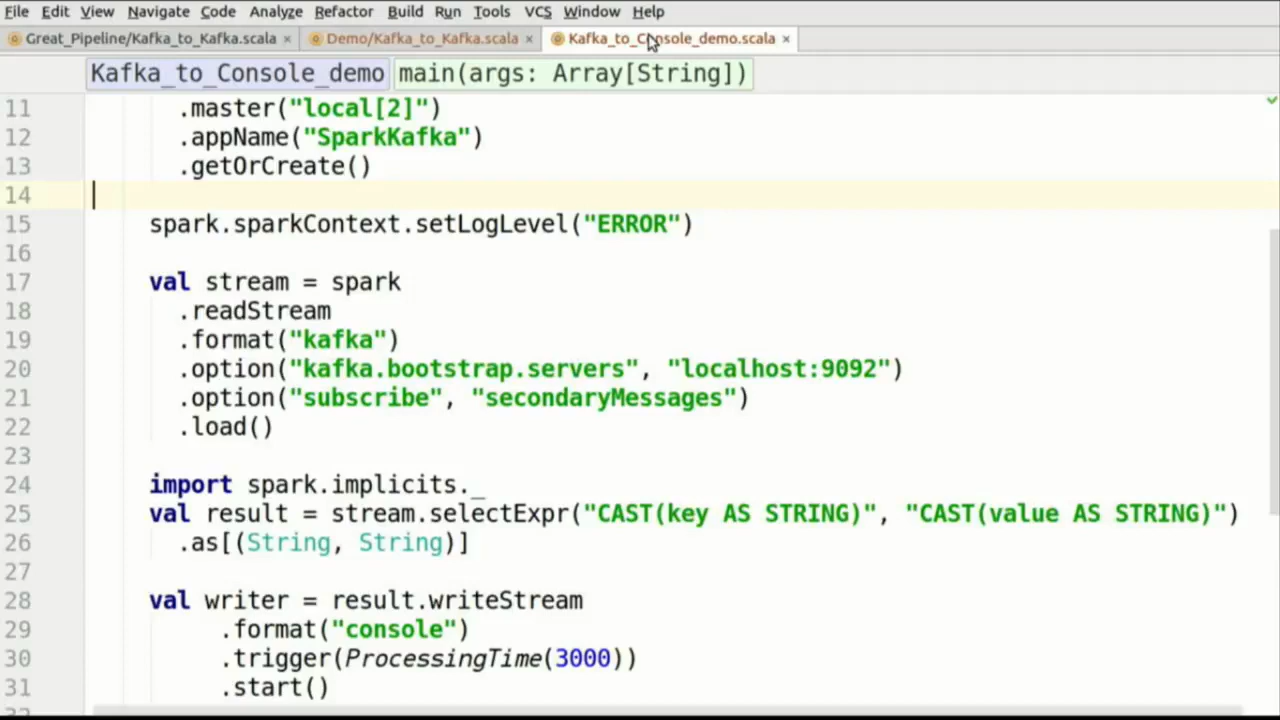 File Edit View Navigate Code Analyze Refactor Build Run Tools VCS Window Help
Great_Pipeline/Kafka_to_Kafka.scala × Demo/Kafka_to_Kafka.scala × Kafka_to_Console_demo.scala ×
Kafka_to_Console_demo main(args: Array[String])
11 .master("local[2]")
12 .appName("SparkKafka")
13 .getOrCreate()
14
15 spark.sparkContext.setLogLevel("ERROR")
16
17 val stream = spark
18 .readStream
19 .format("kafka")
20 .option("kafka.bootstrap.servers", "localhost:9092")
21 .option("subscribe", "secondaryMessages")
22 .load()
23
24 import spark.implicits._
25 val result = stream.selectExpr("CAST(key AS STRING)", "CAST(value AS STRING)")
26 .as[(String, String)]
27
28 val writer = result.writeStream
29 .format("console")
30 .trigger(ProcessingTime(3000))
31 .start()